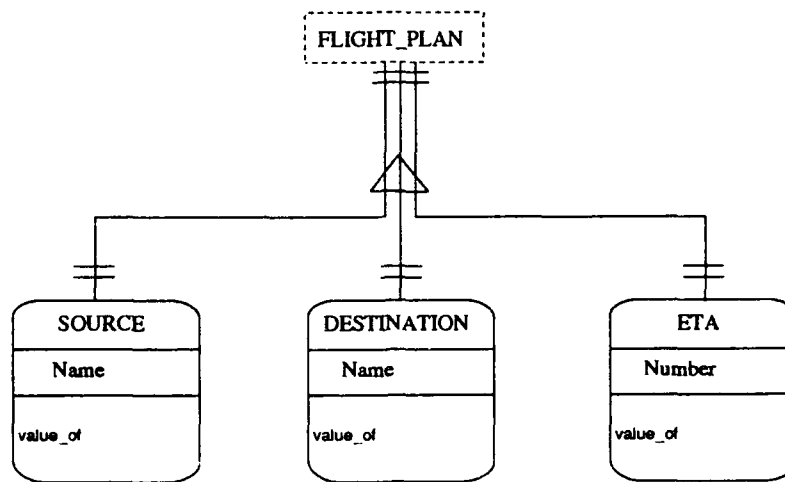 FLIGHT_PLAN
SOURCE
Name
value_of
DESTINATION
Name
value_of
ETA
Number
value_of